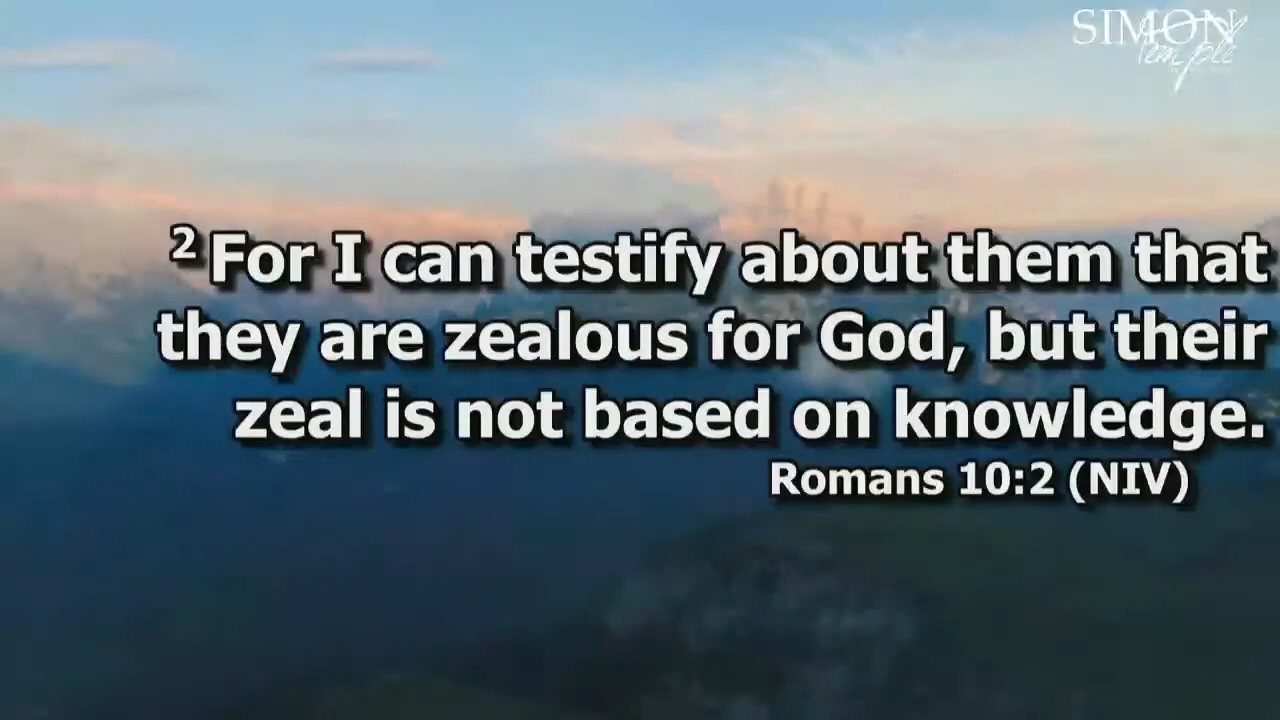 SIMON
Temple
² For I can testify about them that
they are zealous for God, but their
zeal is not based on knowledge.
Romans 10:2 (NIV)